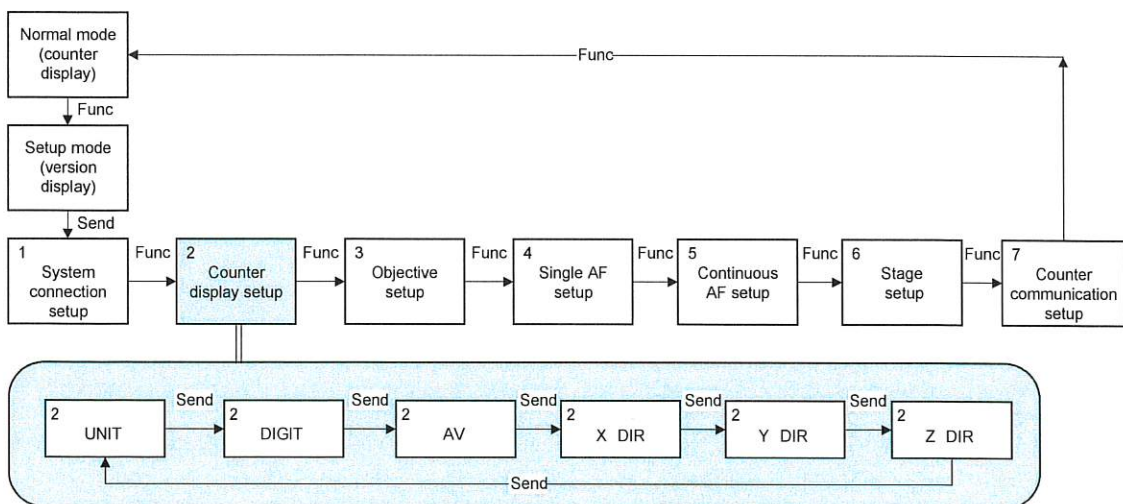 Normal mode
(counter
display)
Func
Func
Setup mode
(version
display)
Send
1
System
connection
setup
Func
2
Counter
display setup
Func
3
Objective
setup
Func
4
Single AF
setup
Func
5
Continuous
AF setup
Func
6
Stage
setup
Func
7
Counter
communication
setup
2
UNIT
Send
2
DIGIT
Send
2
AV
Send
2
X DIR
Send
2
Y DIR
Send
2
Z DIR
Send